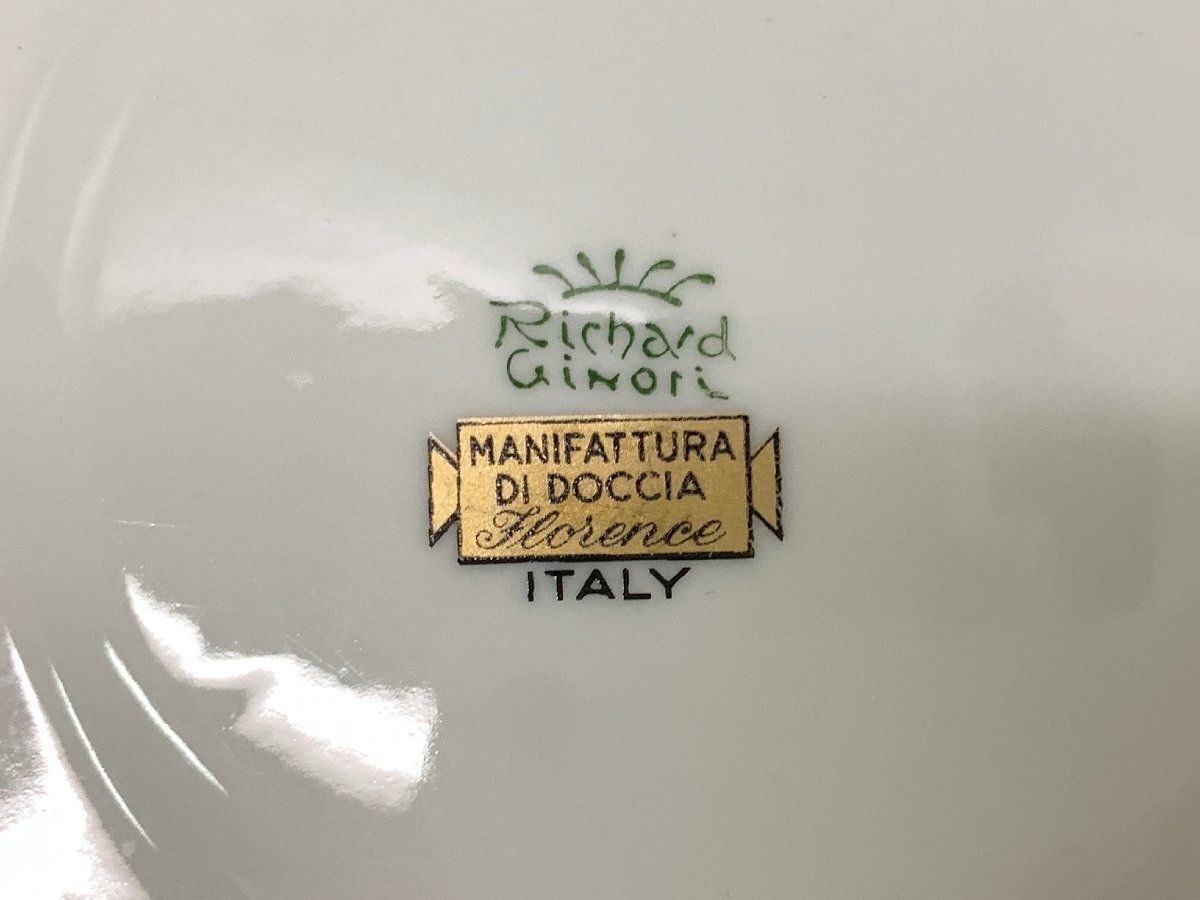 Richard
Ginori
MANIFATTURA
DI DOCCIA
Florence
ITALY